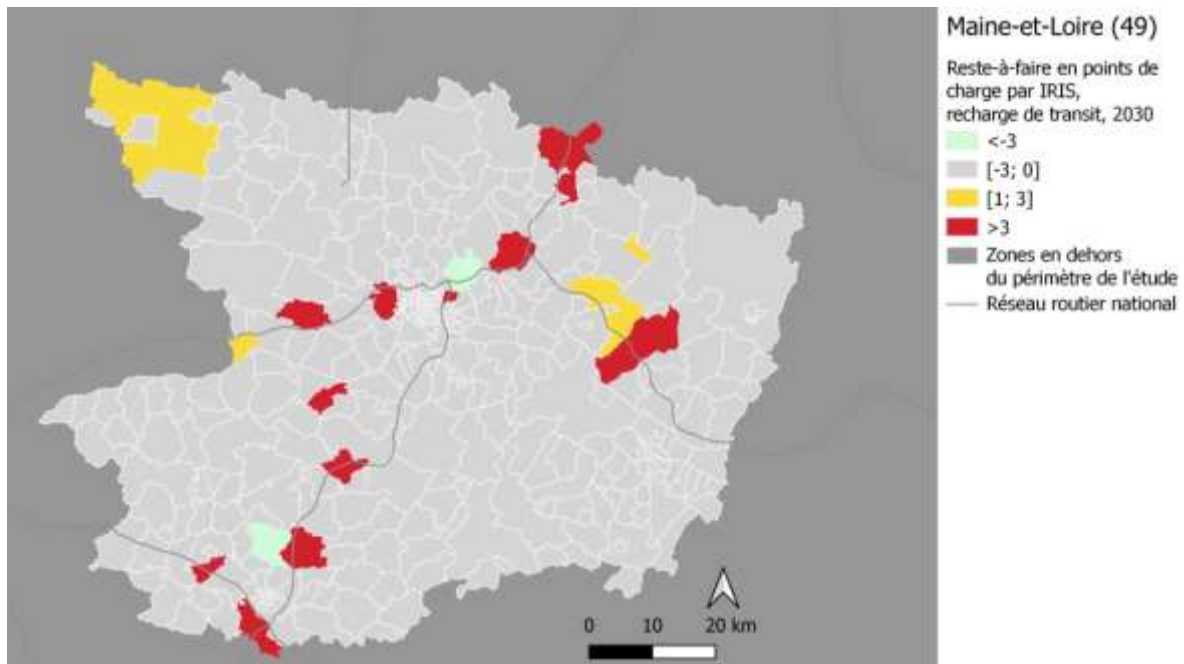 Maine-et-Loire (49)
Reste-à-faire en points de
charge par IRIS,
recharge de transit, 2030
<-3
[-3; 0]
[1; 3]
>3
Zones en dehors
du périmètre de l'étude
Réseau routier national
0 10 20 km